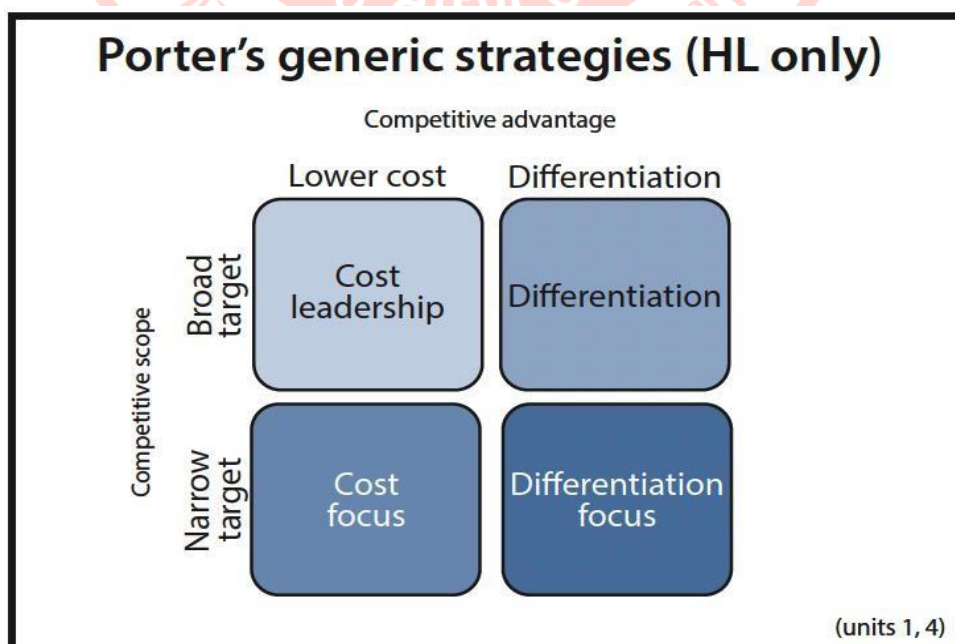 Porter's generic strategies (HL only)
Competitive advantage
Lower cost
Differentiation
Competitive scope
Broad
target
Cost
leadership
Differentiation
Narrow
target
Cost
focus
Differentiation
focus
(units 1, 4)